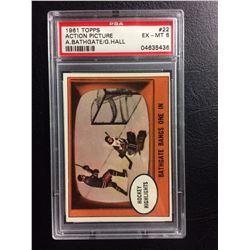 PSA
1961 TOPPS #22
ACTION PICTURE EX - MT 6
A.BATHGATE/G.HALL 04635436
HOCKEY
HIGHLIGHTS
BATHGATE BANGS ONE IN